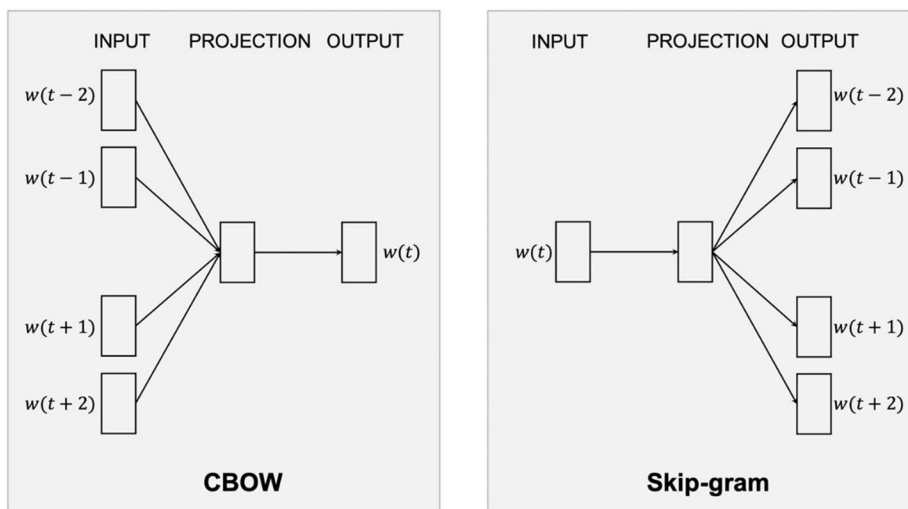 INPUT PROJECTION OUTPUT
w(t − 2)
w(t − 1)
w(t)
w(t + 1)
w(t + 2)
CBOW
INPUT PROJECTION OUTPUT
w(t − 2)
w(t − 1)
w(t)
w(t + 1)
w(t + 2)
Skip-gram